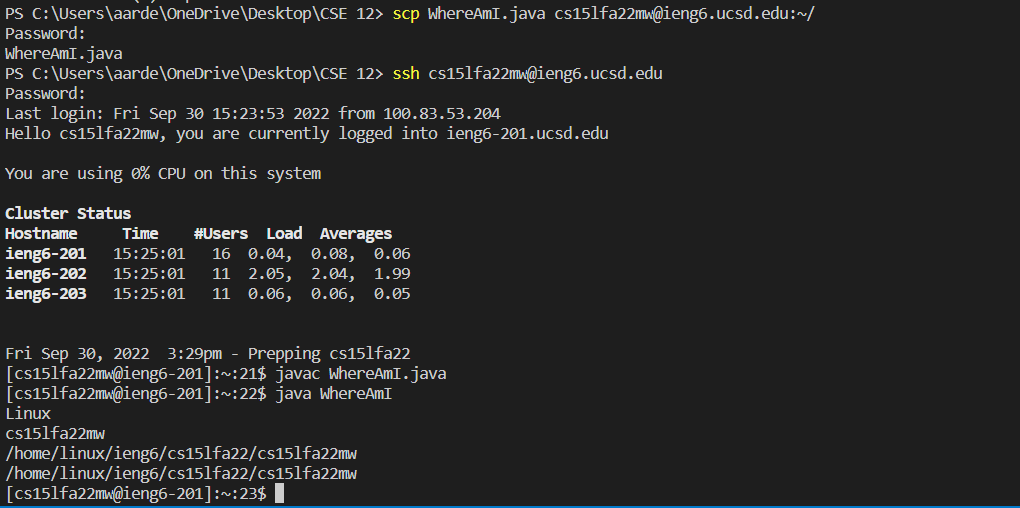 PS C:\Users\aarde\OneDrive\Desktop\CSE 12> scp WhereAmI.java cs15lfa22mw@ieng6.ucsd.edu:~/
Password:
WhereAmI.java
PS C:\Users\aarde\OneDrive\Desktop\CSE 12> ssh cs15lfa22mw@ieng6.ucsd.edu
Password:
Last login: Fri Sep 30 15:23:53 2022 from 100.83.53.204
Hello cs15lfa22mw, you are currently logged into ieng6-201.ucsd.edu
You are using 0% CPU on this system
Cluster Status
Hostname     Time    #Users  Load  Averages
ieng6-201   15:25:01   16  0.04,  0.08,  0.06
ieng6-202   15:25:01   11  2.05,  2.04,  1.99
ieng6-203   15:25:01   11  0.06,  0.06,  0.05
Fri Sep 30, 2022  3:29pm - Prepping cs15lfa22
[cs15lfa22mw@ieng6-201]:~:21$ javac WhereAmI.java
[cs15lfa22mw@ieng6-201]:~:22$ java WhereAmI
Linux
cs15lfa22mw
/home/linux/ieng6/cs15lfa22/cs15lfa22mw
/home/linux/ieng6/cs15lfa22/cs15lfa22mw
[cs15lfa22mw@ieng6-201]:~:23$